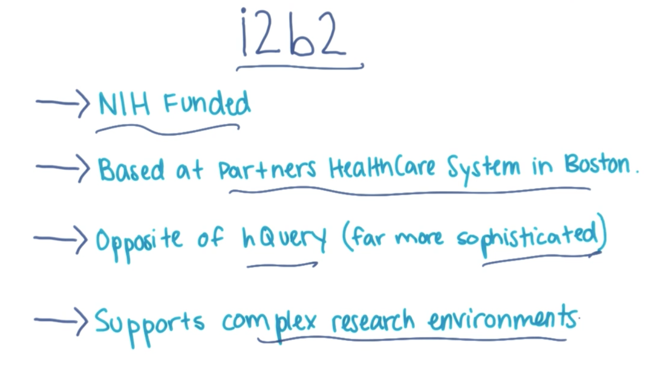 i2b2
→ NIH Funded
→ Based at Partners HealthCare System in Boston.
→ Opposite of hQuery (far more sophisticated)
→ Supports complex research environments.